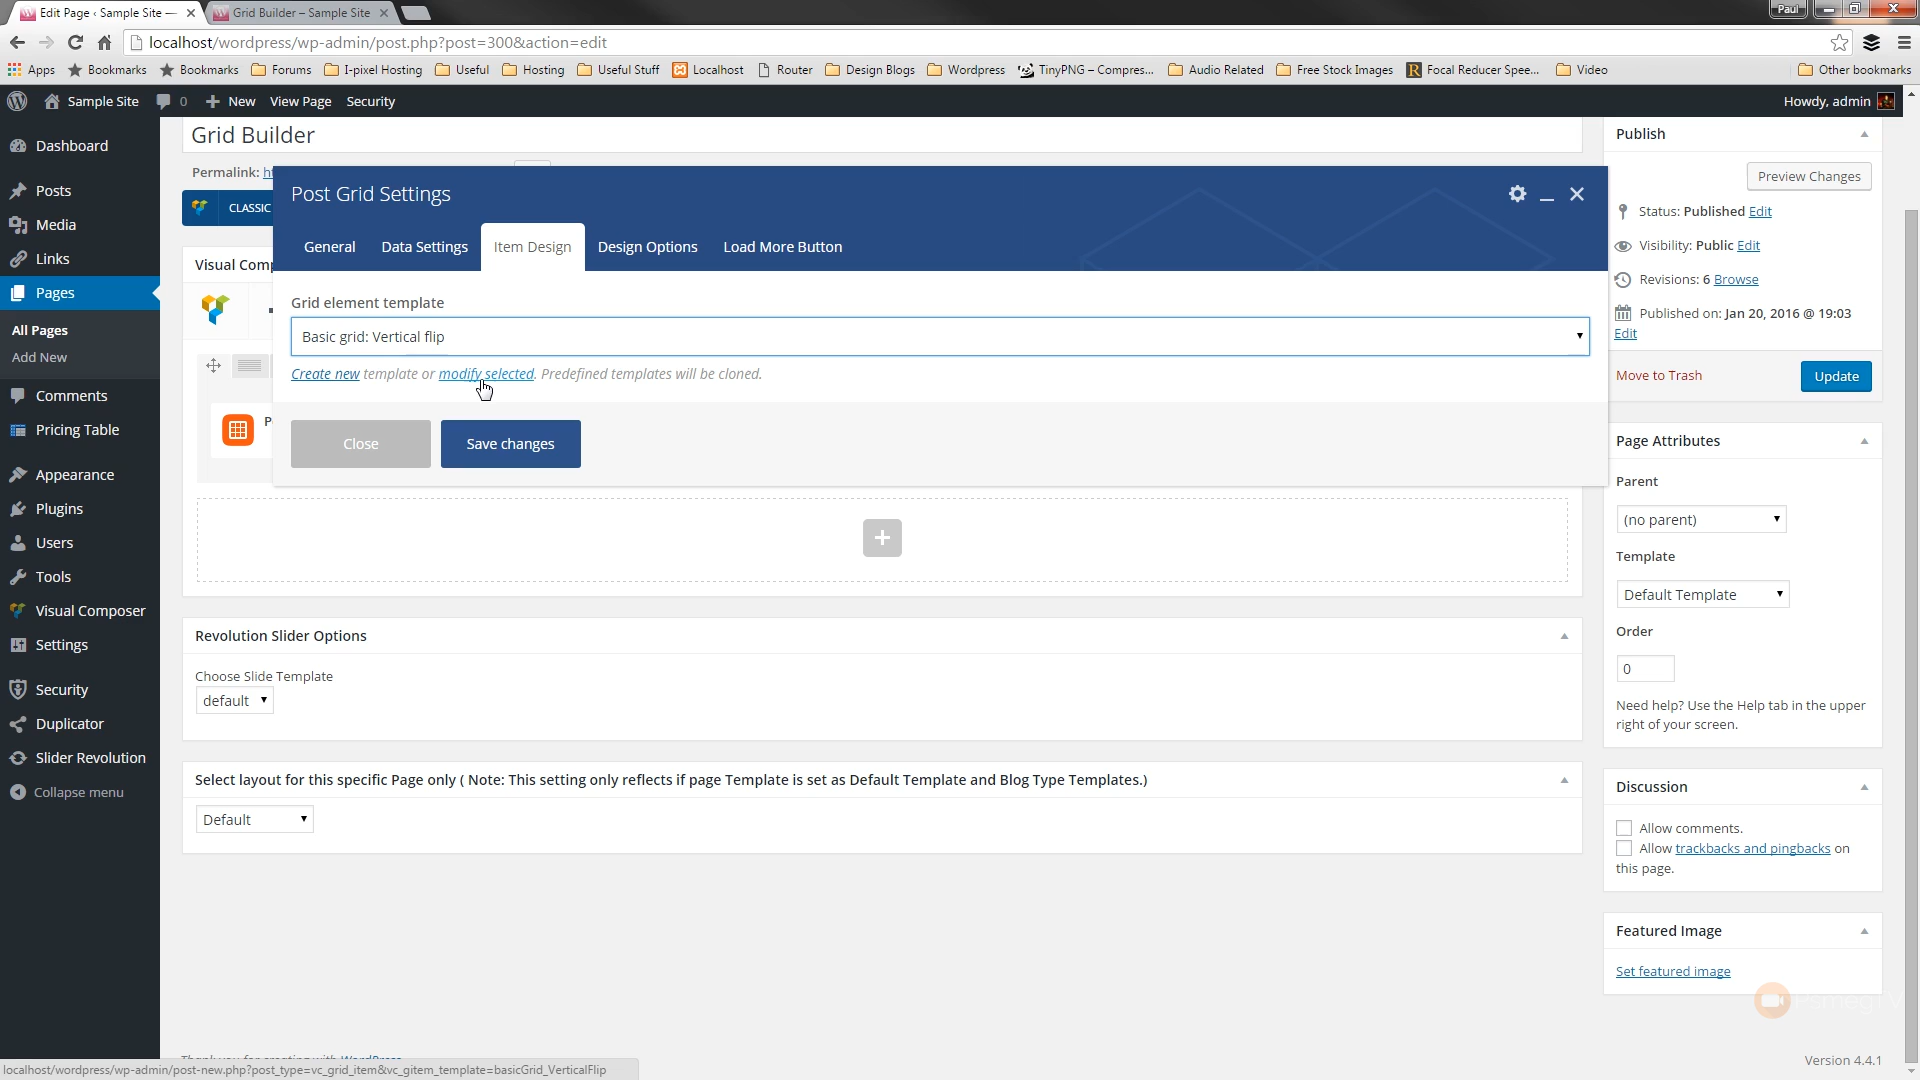 Edit Page ‹ Sample Site —
Grid Builder – Sample Site
Paul
localhost/wordpress/wp-admin/post.php?post=300&action=edit
Apps
Bookmarks
Bookmarks
Forums
I-pixel Hosting
Useful
Hosting
Useful Stuff
Localhost
Router
Design Blogs
Wordpress
TinyPNG – Compres...
Audio Related
Free Stock Images
Focal Reducer Spee...
Video
Other bookmarks
Sample Site
0
New
View Page
Security
Howdy, admin
Dashboard
Posts
Media
Links
Pages
All Pages
Add New
Comments
Pricing Table
Appearance
Plugins
Users
Tools
Visual Composer
Settings
Security
Duplicator
Slider Revolution
Collapse menu
Grid Builder
Permalink:
CLASSIC
Post Grid Settings
General
Data Settings
Item Design
Design Options
Load More Button
Grid element template
Basic grid: Vertical flip
Create new template or modify selected. Predefined templates will be cloned.
Close
Save changes
Revolution Slider Options
Choose Slide Template
default
Select layout for this specific Page only ( Note: This setting only reflects if page Template is set as Default Template and Blog Type Templates.)
Default
Publish
Preview Changes
Status: Published Edit
Visibility: Public Edit
Revisions: 6 Browse
Published on: Jan 20, 2016 @ 19:03
Edit
Move to Trash
Update
Page Attributes
Parent
(no parent)
Template
Default Template
Order
0
Need help? Use the Help tab in the upper
right of your screen.
Discussion
Allow comments.
Allow trackbacks and pingbacks on
this page.
Featured Image
Set featured image
Version 4.4.1
localhost/wordpress/wp-admin/post-new.php?post_type=vc_grid_item&vc_gitem_template=basicGrid_VerticalFlip